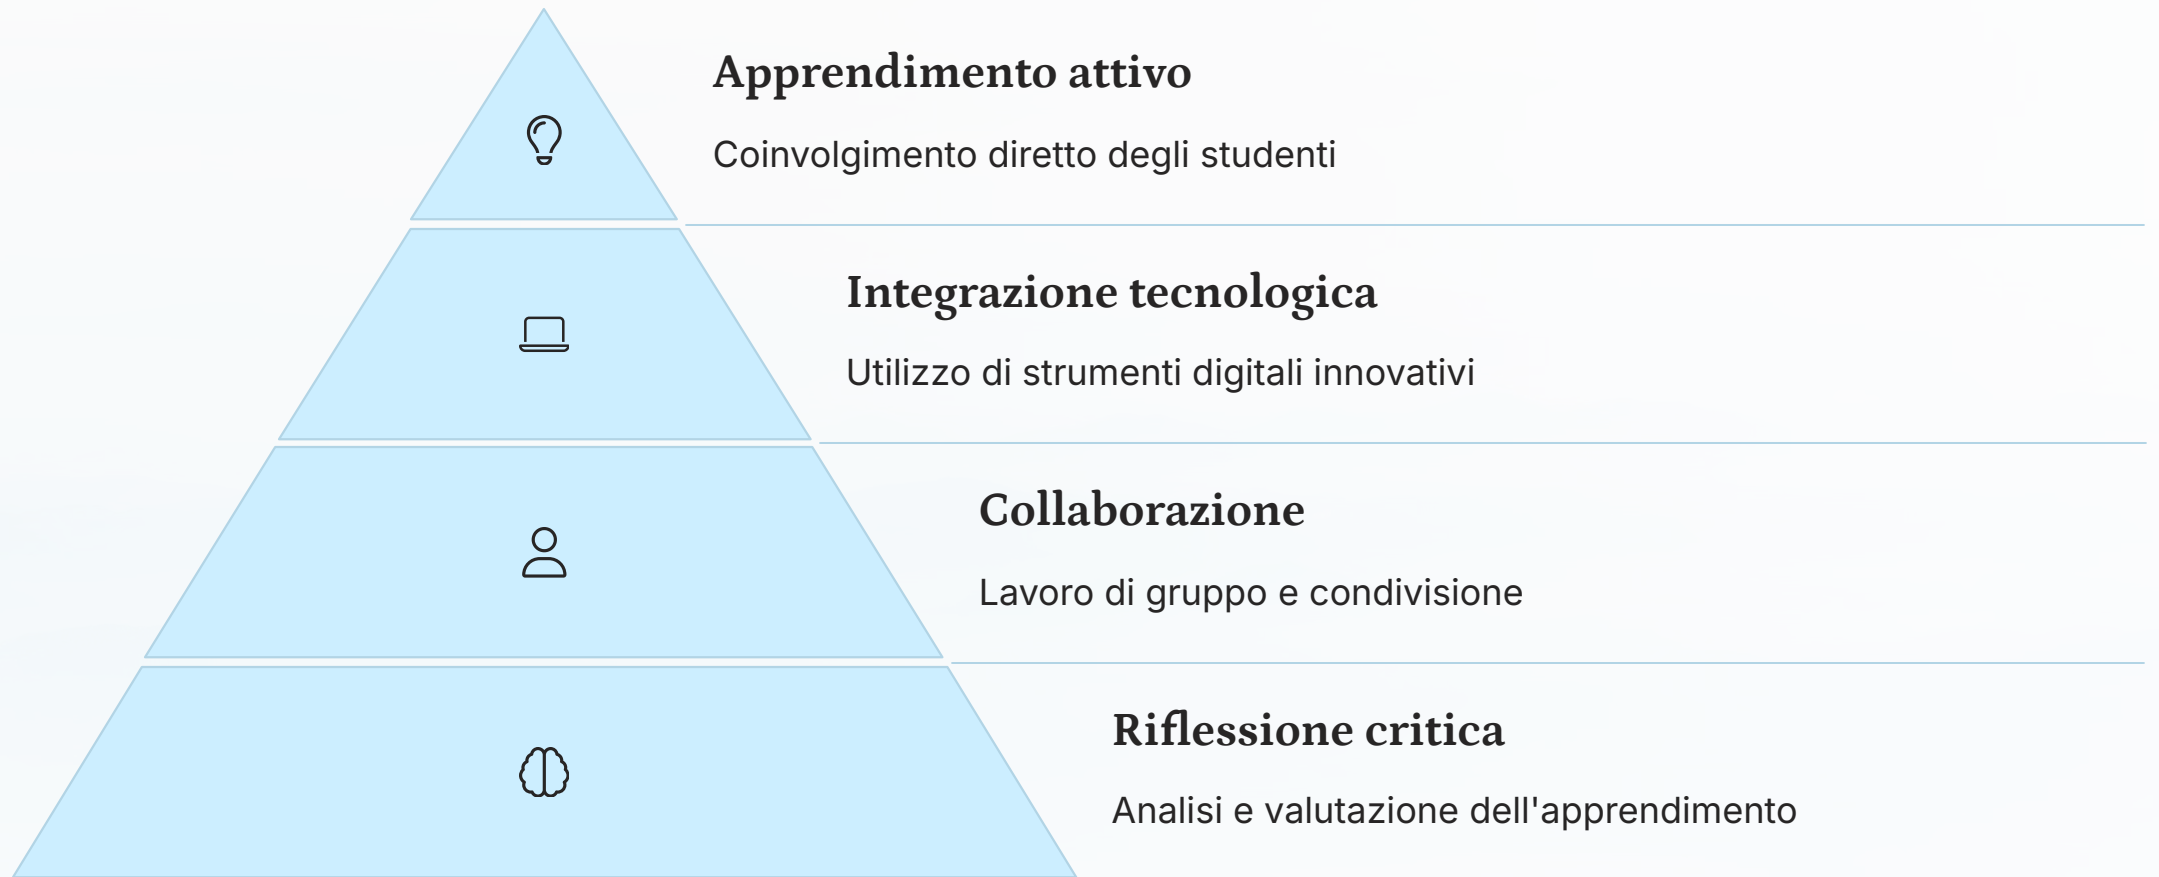 Apprendimento attivo
Coinvolgimento diretto degli studenti
Integrazione tecnologica
Utilizzo di strumenti digitali innovativi
Collaborazione
Lavoro di gruppo e condivisione
Riflessione critica
Analisi e valutazione dell'apprendimento